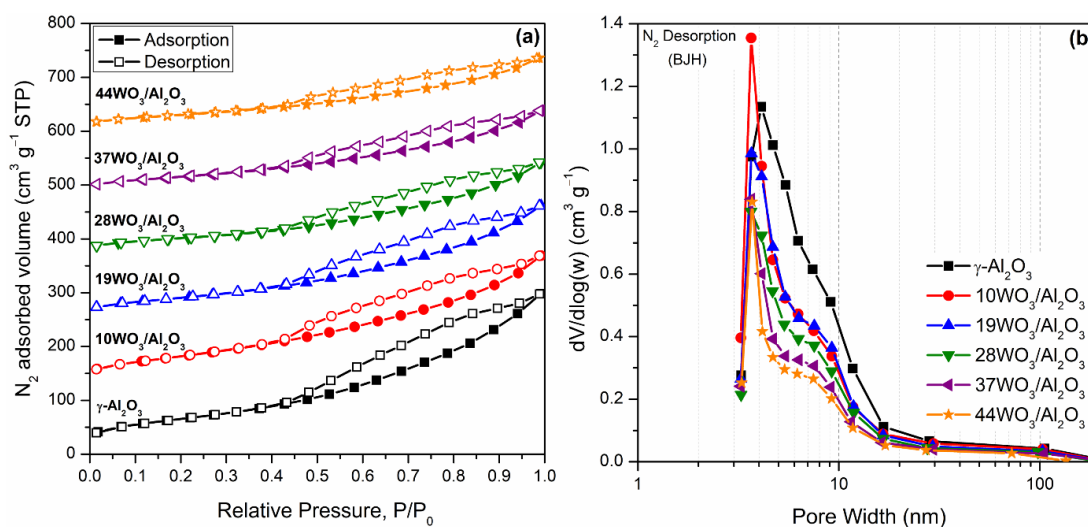 (a)
Adsorption
Desorption
44WO₃/Al₂O₃
37WO₃/Al₂O₃
28WO₃/Al₂O₃
19WO₃/Al₂O₃
10WO₃/Al₂O₃
γ-Al₂O₃
N₂ adsorbed volume (cm³ g⁻¹ STP)
800
700
600
500
400
300
200
100
0
0.0 0.1 0.2 0.3 0.4 0.5 0.6 0.7 0.8 0.9 1.0
Relative Pressure, P/P₀
(b)
N₂ Desorption
(BJH)
γ-Al₂O₃
10WO₃/Al₂O₃
19WO₃/Al₂O₃
28WO₃/Al₂O₃
37WO₃/Al₂O₃
44WO₃/Al₂O₃
dV/dlog(w) (cm³ g⁻¹)
1.4
1.2
1.0
0.8
0.6
0.4
0.2
0.0
1 10 100
Pore Width (nm)